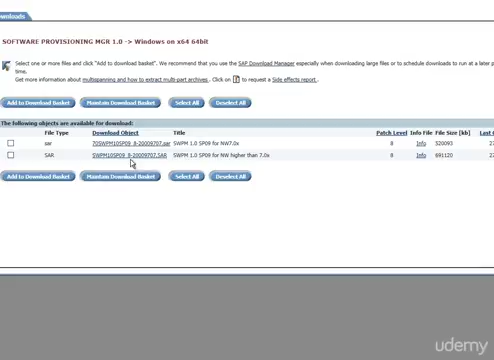 wnloads
SOFTWARE PROVISIONING MGR 1.0 -> Windows on x64 64bit
Select one or more files and click "Add to download basket". We recommend that you use the SAP Download Manager especially when downloading large files or to schedule downloads to run at a later p
time.
Get more information about multispanning and how to extract multi-part archives. Click on to request a Side effects report.
Add to Download Basket Maintain Download Basket Select All Deselect All
The following objects are available for download:
File Type Download Object Title Patch Level Info File File Size [kb] Last C
sar 70SWPM10SP09_8-20009707.sar SWPM 1.0 SP09 for NW7.0x 8 Info 520093 27
SAR SWPM10SP09_8-20009707.SAR SWPM 1.0 SP09 for NW higher than 7.0x 8 Info 691120 27
Add to Download Basket Maintain Download Basket Select All Deselect All
udemy